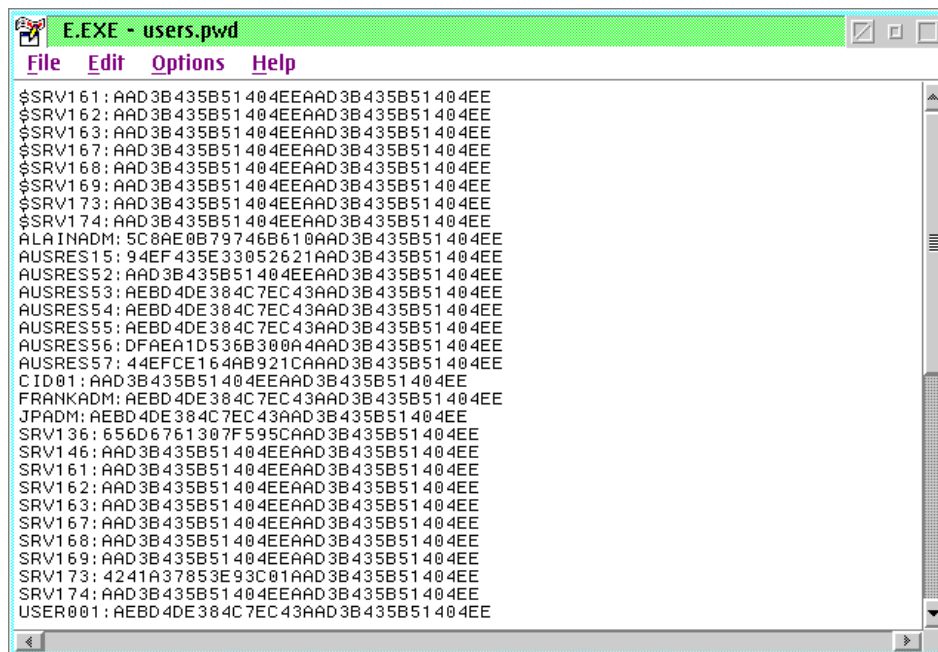 E.EXE - users.pwd
File Edit Options Help
$SRV161:AAD3B435B51404EEAAD3B435B51404EE
$SRV162:AAD3B435B51404EEAAD3B435B51404EE
$SRV163:AAD3B435B51404EEAAD3B435B51404EE
$SRV167:AAD3B435B51404EEAAD3B435B51404EE
$SRV168:AAD3B435B51404EEAAD3B435B51404EE
$SRV169:AAD3B435B51404EEAAD3B435B51404EE
$SRV173:AAD3B435B51404EEAAD3B435B51404EE
$SRV174:AAD3B435B51404EEAAD3B435B51404EE
ALAINADM:5C8AE0B79746B610AAD3B435B51404EE
AUSRES15:94EF435E33052621AAD3B435B51404EE
AUSRES52:AAD3B435B51404EEAAD3B435B51404EE
AUSRES53:AEBD4DE384C7EC43AAD3B435B51404EE
AUSRES54:AEBD4DE384C7EC43AAD3B435B51404EE
AUSRES55:AEBD4DE384C7EC43AAD3B435B51404EE
AUSRES56:DFAEA1D536B300A4AAD3B435B51404EE
AUSRES57:44EFCE164AB921CAAAD3B435B51404EE
CID01:AAD3B435B51404EEAAD3B435B51404EE
FRANKADM:AEBD4DE384C7EC43AAD3B435B51404EE
JPADM:AEBD4DE384C7EC43AAD3B435B51404EE
SRV136:656D6761307F595CAAD3B435B51404EE
SRV146:AAD3B435B51404EEAAD3B435B51404EE
SRV161:AAD3B435B51404EEAAD3B435B51404EE
SRV162:AAD3B435B51404EEAAD3B435B51404EE
SRV163:AAD3B435B51404EEAAD3B435B51404EE
SRV167:AAD3B435B51404EEAAD3B435B51404EE
SRV168:AAD3B435B51404EEAAD3B435B51404EE
SRV169:AAD3B435B51404EEAAD3B435B51404EE
SRV173:4241A37853E93C01AAD3B435B51404EE
SRV174:AAD3B435B51404EEAAD3B435B51404EE
USER001:AEBD4DE384C7EC43AAD3B435B51404EE